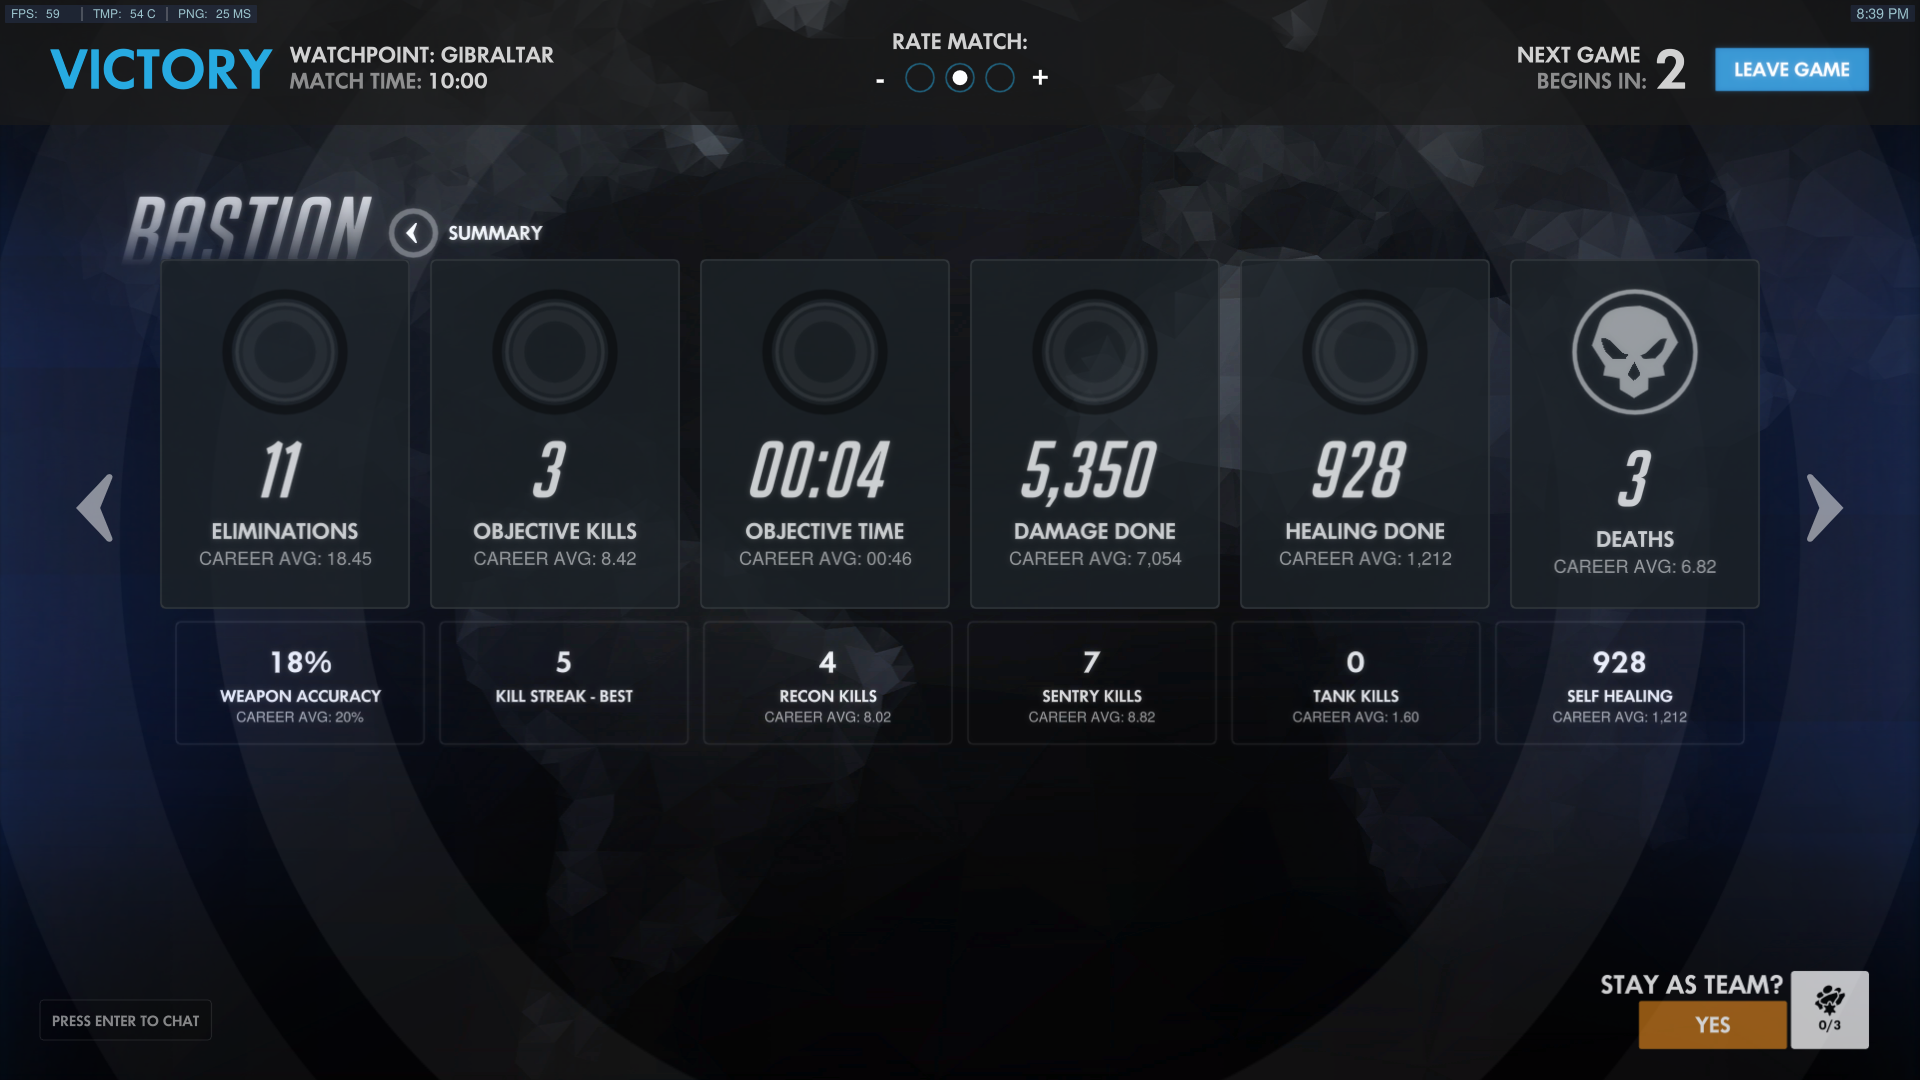 FPS: 59 | TMP: 54 C | PNG: 25 MS
8:39 PM
VICTORY
WATCHPOINT: GIBRALTAR
MATCH TIME: 10:00
RATE MATCH:
- +
NEXT GAME
BEGINS IN: 2
LEAVE GAME
BASTION
SUMMARY
11
ELIMINATIONS
CAREER AVG: 18.45
3
OBJECTIVE KILLS
CAREER AVG: 8.42
00:04
OBJECTIVE TIME
CAREER AVG: 00:46
5,350
DAMAGE DONE
CAREER AVG: 7,054
928
HEALING DONE
CAREER AVG: 1,212
3
DEATHS
CAREER AVG: 6.82
18%
WEAPON ACCURACY
CAREER AVG: 20%
5
KILL STREAK - BEST
4
RECON KILLS
CAREER AVG: 8.02
7
SENTRY KILLS
CAREER AVG: 8.82
0
TANK KILLS
CAREER AVG: 1.60
928
SELF HEALING
CAREER AVG: 1,212
PRESS ENTER TO CHAT
STAY AS TEAM?
YES
0/3